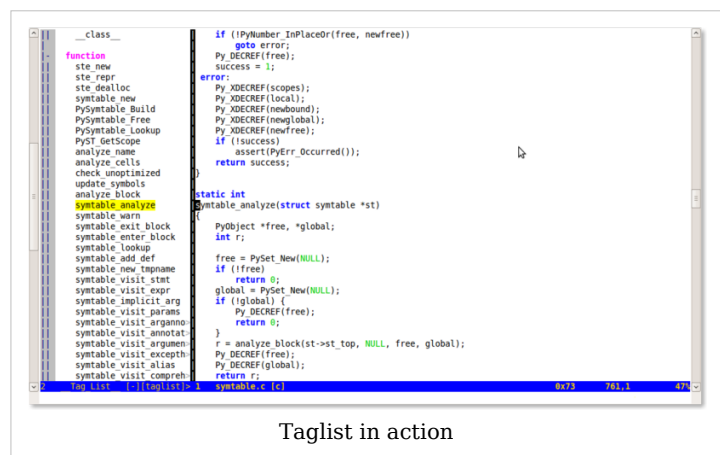 __class__
function
ste_new
ste_repr
ste_dealloc
symtable_new
PySymtable_Build
PySymtable_Free
PySymtable_Lookup
PyST_GetScope
analyze_name
analyze_cells
check_unoptimized
update_symbols
analyze_block
symtable_analyze
symtable_warn
symtable_exit_block
symtable_enter_block
symtable_lookup
symtable_add_def
symtable_new_tmpname
symtable_visit_stmt
symtable_visit_expr
symtable_implicit_arg
symtable_visit_params
symtable_visit_arganno>
symtable_visit_annotat>
symtable_visit_argumen>
symtable_visit_excepth>
symtable_visit_alias
symtable_visit_compreh>
if (!PyNumber_InPlaceOr(free, newfree))
goto error;
Py_DECREF(free);
success = 1;
error:
Py_XDECREF(scopes);
Py_XDECREF(local);
Py_XDECREF(newbound);
Py_XDECREF(newglobal);
Py_XDECREF(newfree);
if (!success)
assert(PyErr_Occurred());
return success;
}
static int
symtable_analyze(struct symtable *st)
{
PyObject *free, *global;
int r;
free = PySet_New(NULL);
if (!free)
return 0;
global = PySet_New(NULL);
if (!global) {
Py_DECREF(free);
return 0;
}
r = analyze_block(st->st_top, NULL, free, global);
Py_DECREF(free);
Py_DECREF(global);
return r;
2 __Tag_List__ [-][taglist]> 1 symtable.c [c] 0x73 761,1 47%
Taglist in action